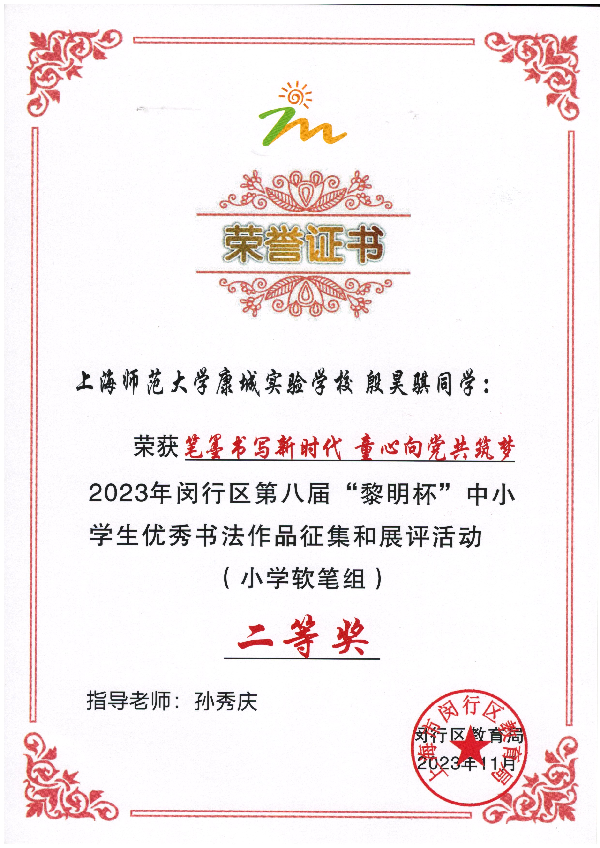 荣誉证书
上海师范大学康城实验学校 殷昊骐同学：
荣获笔墨书写新时代 童心向党共筑梦
2023年闵行区第八届“黎明杯”中小
学生优秀书法作品征集和展评活动
（小学软笔组）
二等奖
指导老师：孙秀庆
上海市闵行区教育局
闵行区教育局
2023年11月